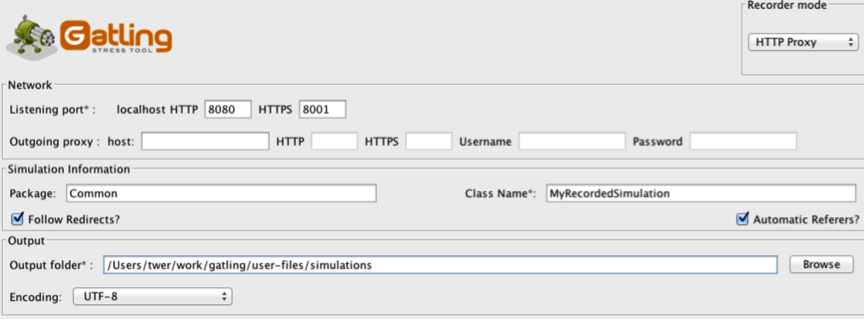 Recorder mode
Gatling
STRESS TOOL
HTTP Proxy
Network
Listening port* : localhost HTTP 8080 HTTPS 8001
Outgoing proxy : host: HTTP HTTPS Username Password
Simulation Information
Package: Common Class Name*: MyRecordedSimulation
Follow Redirects? Automatic Referers?
Output
Output folder* : /Users/twer/work/gatling/user-files/simulations Browse
Encoding: UTF-8